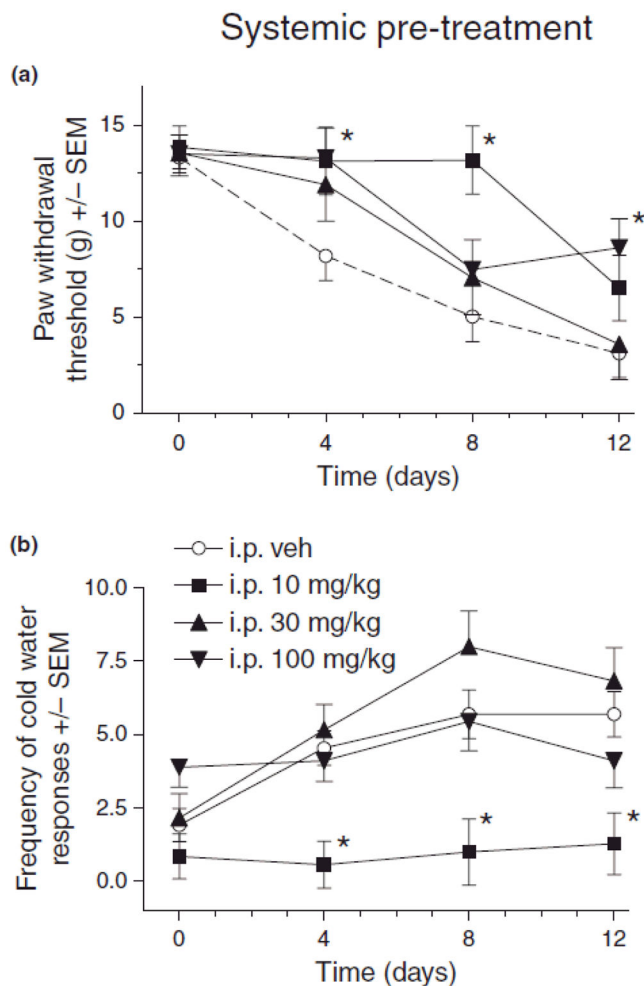 Systemic pre-treatment
(a)
Paw withdrawal
threshold (g) +/− SEM
15
10
5
0
*
*
*
0
4
8
12
Time (days)
(b)
i.p. veh
i.p. 10 mg/kg
i.p. 30 mg/kg
i.p. 100 mg/kg
Frequency of cold water
responses +/− SEM
10.0
7.5
5.0
2.5
0.0
*
*
*
0
4
8
12
Time (days)